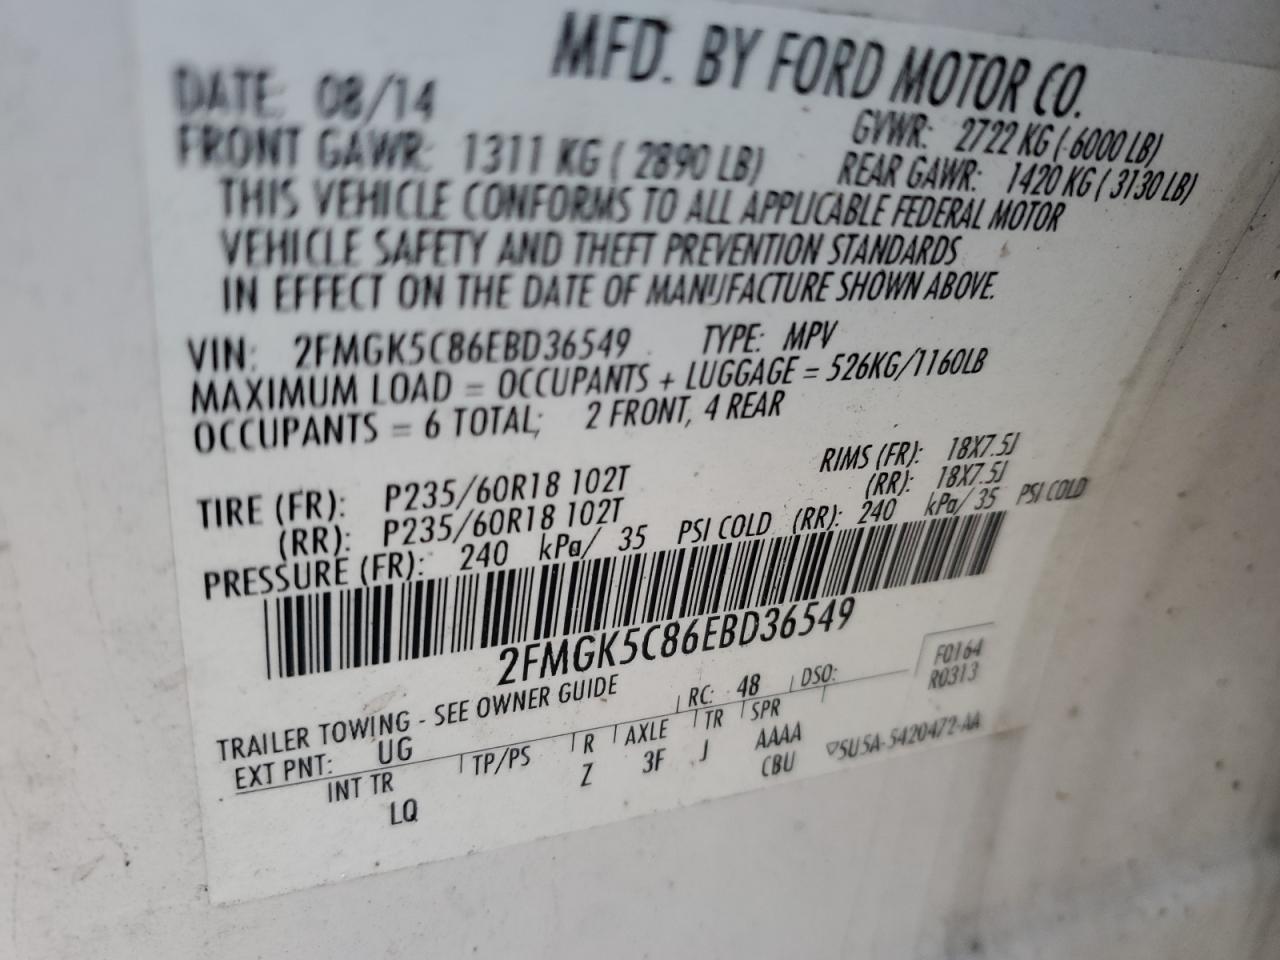 MFD. BY FORD MOTOR CO.
DATE: 08/14 GVWR: 2722 KG (-6000 LB)
FRONT GAWR: 1311 KG ( 2890 LB) REAR GAWR: 1420 KG ( 3130 LB)
THIS VEHICLE CONFORMS TO ALL APPLICABLE FEDERAL MOTOR
VEHICLE SAFETY AND THEFT PREVENTION STANDARDS
IN EFFECT ON THE DATE OF MANUFACTURE SHOWN ABOVE.
VIN: 2FMGK5C86EBD36549 TYPE: MPV
MAXIMUM LOAD = OCCUPANTS + LUGGAGE = 526KG/1160LB
OCCUPANTS = 6 TOTAL; 2 FRONT, 4 REAR
TIRE (FR): P235/60R18 102T RIMS (FR): 18X7.5J
(RR): P235/60R18 102T (RR): 18X7.5J
PRESSURE (FR): 240 kPa/ 35 PSI COLD (RR): 240 kPa/ 35 PSI COLD
2FMGK5C86EBD36549
TRAILER TOWING - SEE OWNER GUIDE RC: 48 DSO: F0164
R0313
EXT PNT: UG TP/PS R AXLE TR SPR
INT TR Z 3F J AAAA
LQ CBU ▽5U5A-5420472-AA